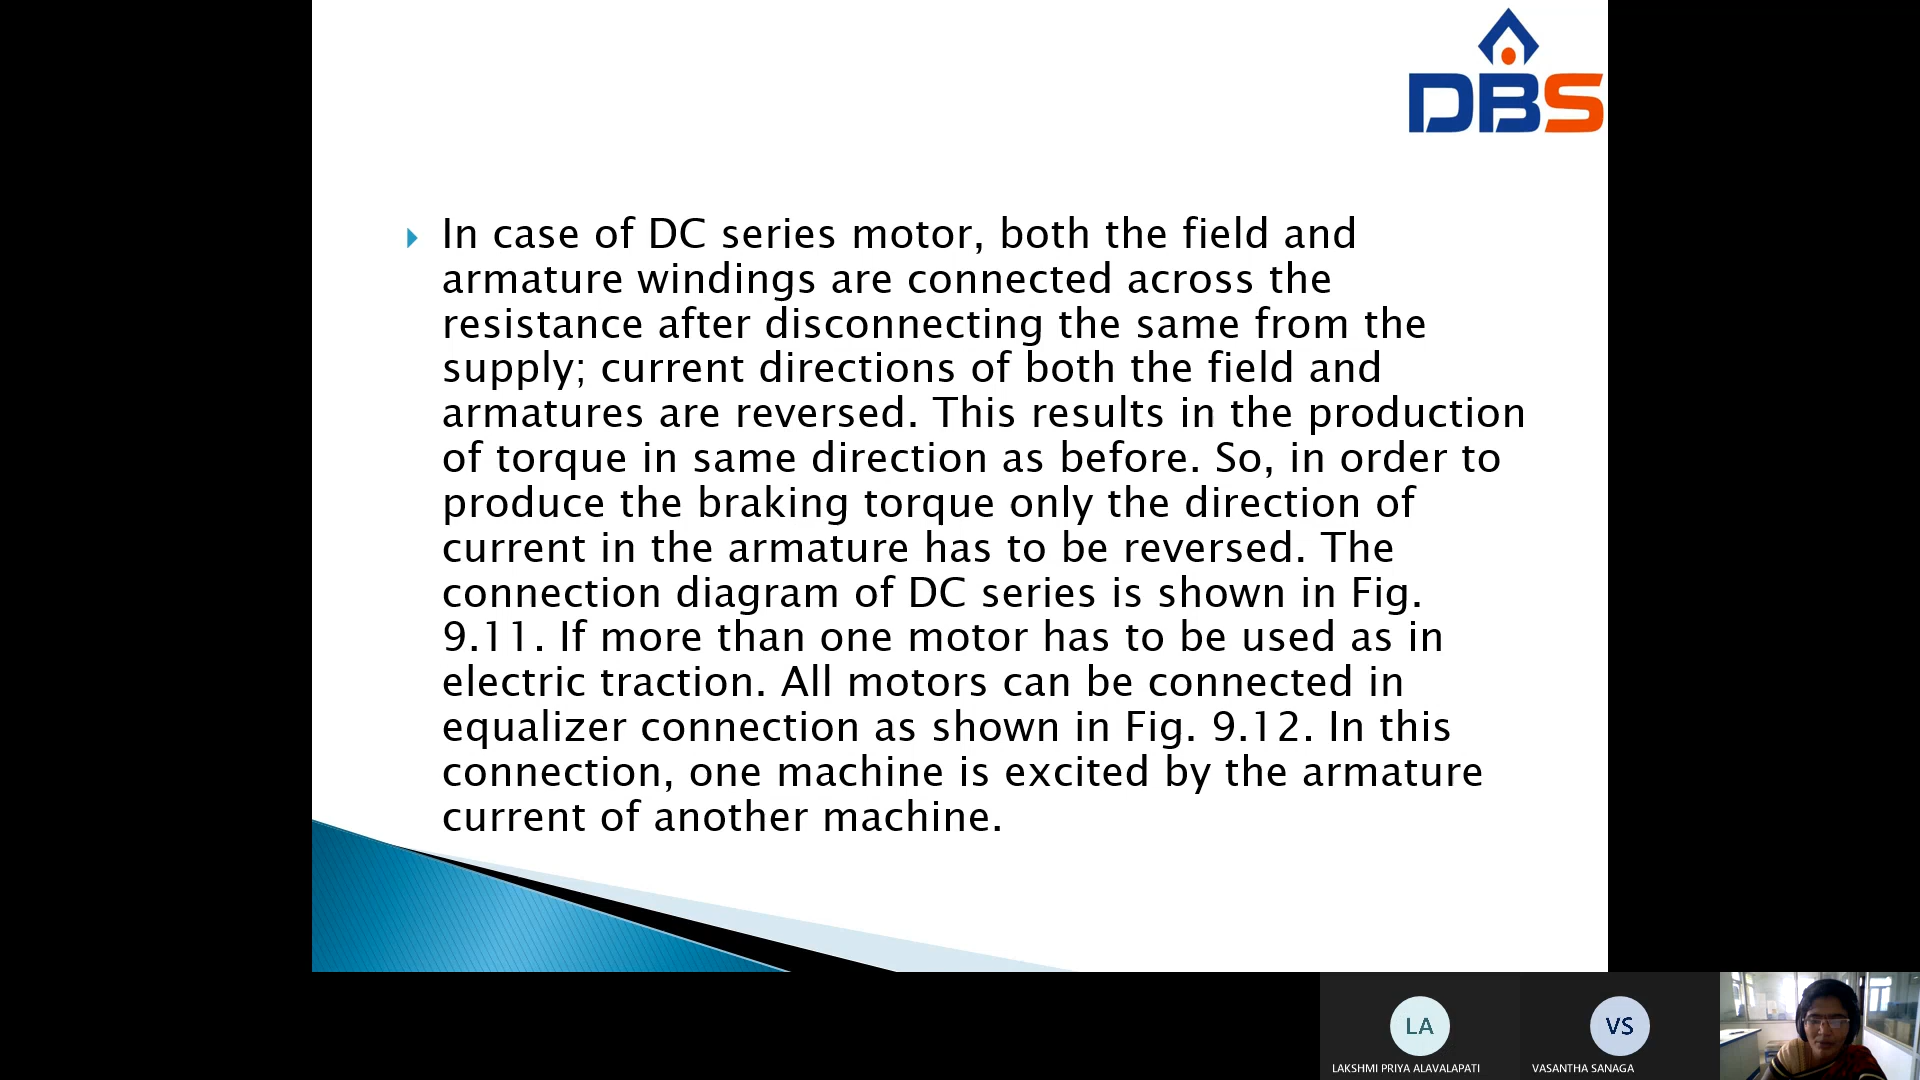 DBS
In case of DC series motor, both the field and
armature windings are connected across the
resistance after disconnecting the same from the
supply; current directions of both the field and
armatures are reversed. This results in the production
of torque in same direction as before. So, in order to
produce the braking torque only the direction of
current in the armature has to be reversed. The
connection diagram of DC series is shown in Fig.
9.11. If more than one motor has to be used as in
electric traction. All motors can be connected in
equalizer connection as shown in Fig. 9.12. In this
connection, one machine is excited by the armature
current of another machine.
LA
VS
LAKSHMI PRIYA ALAVALAPATI
VASANTHA SANAGA